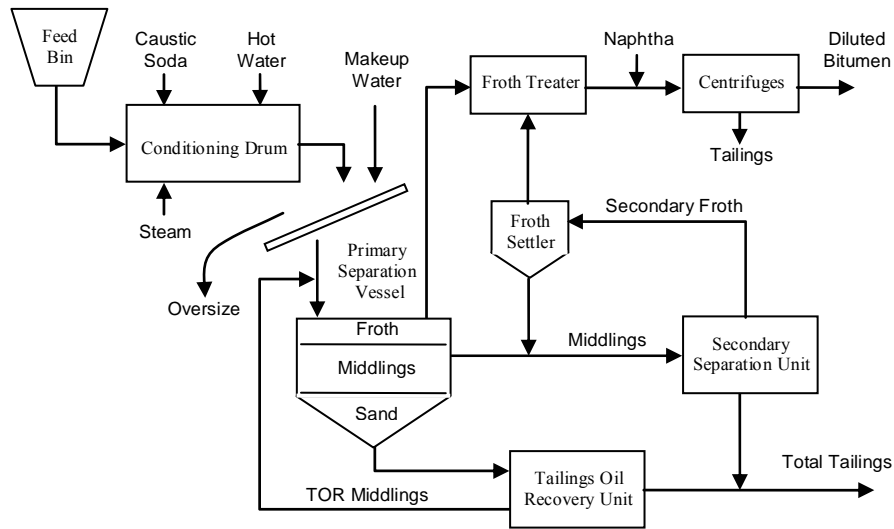 Feed
Bin
Caustic
Soda
Hot
Water
Makeup
Water
Conditioning Drum
Steam
Oversize
Froth Treater
Naphtha
Centrifuges
Diluted
Bitumen
Tailings
Froth
Settler
Secondary Froth
Primary
Separation
Vessel
Froth
Middlings
Sand
Middlings
Secondary
Separation Unit
TOR Middlings
Tailings Oil
Recovery Unit
Total Tailings